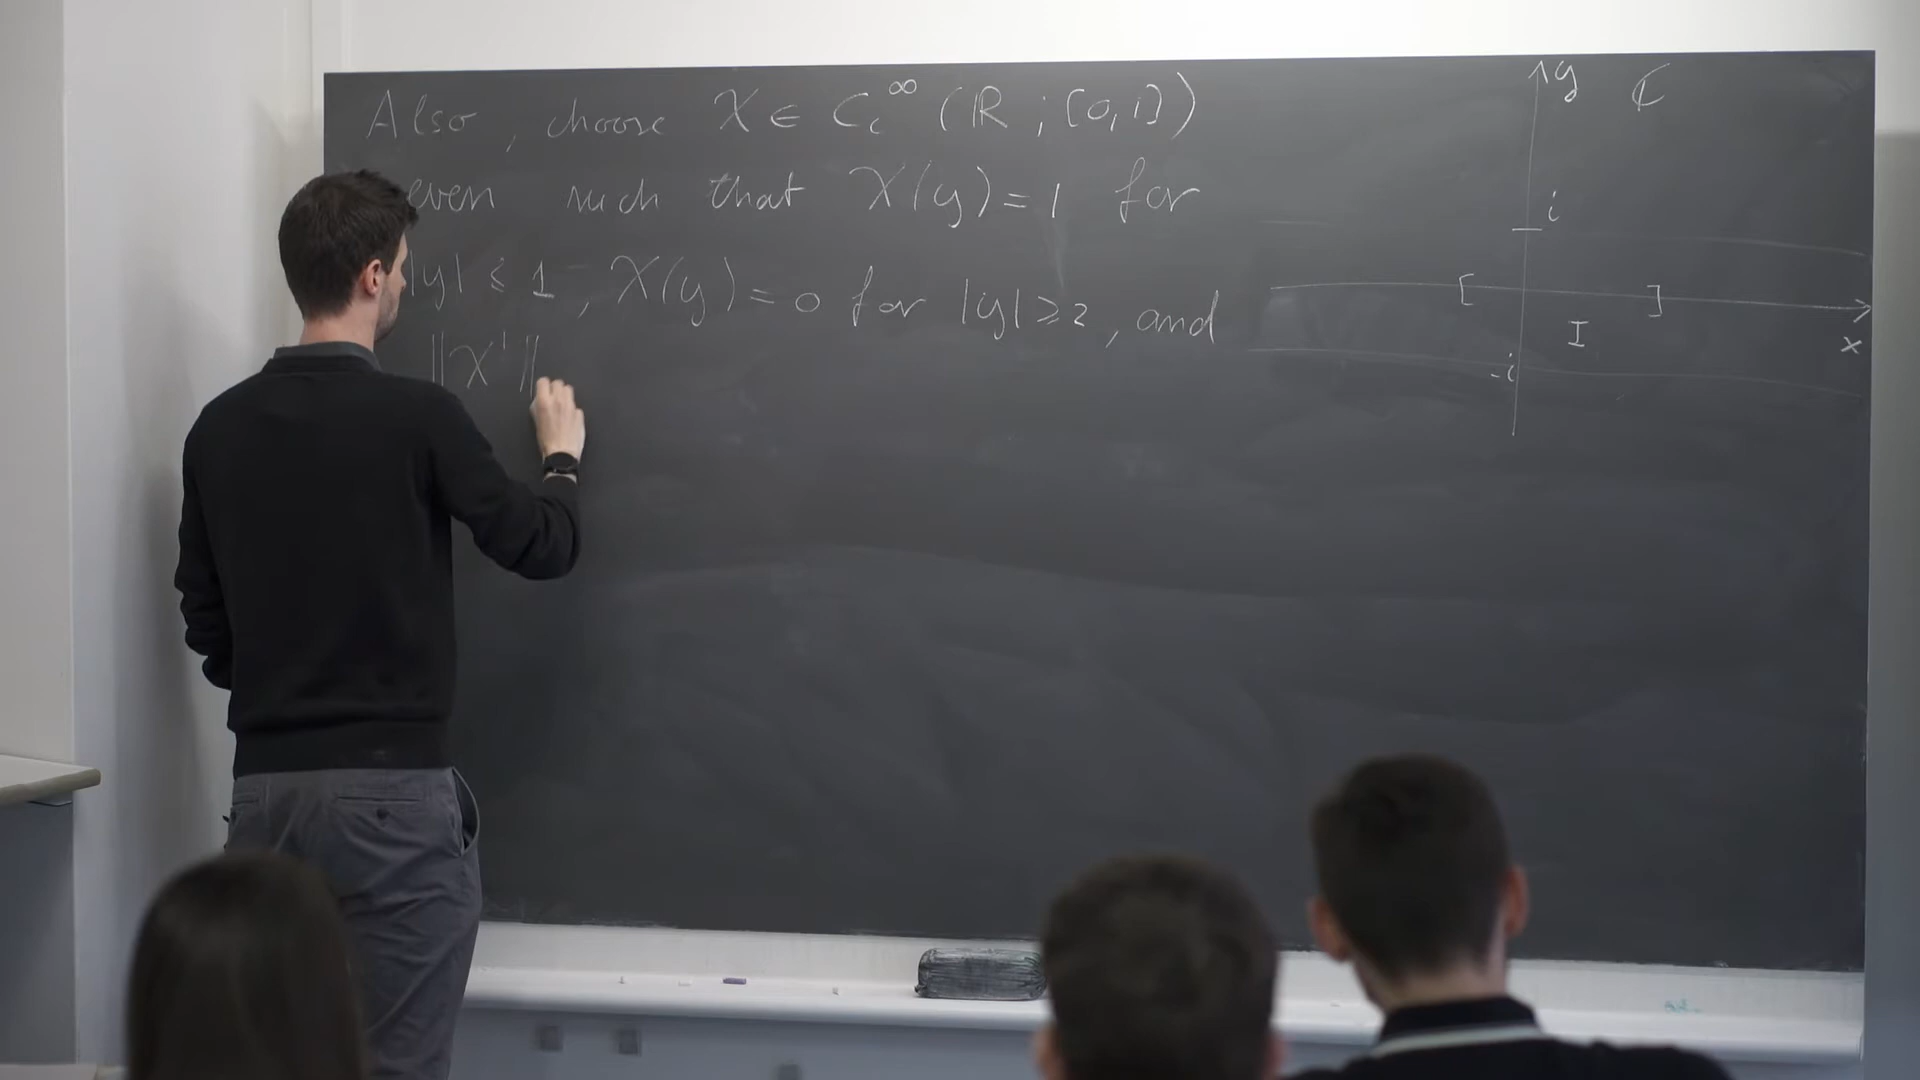 Also, choose χ ∈ C_c^∞ (ℝ ; [0,1])
even such that χ(y) = 1 for
|y| ≤ 1, χ(y) = 0 for |y| ≥ 2, and
‖χ'‖
y ℂ
i
[ ]
I
x
-i